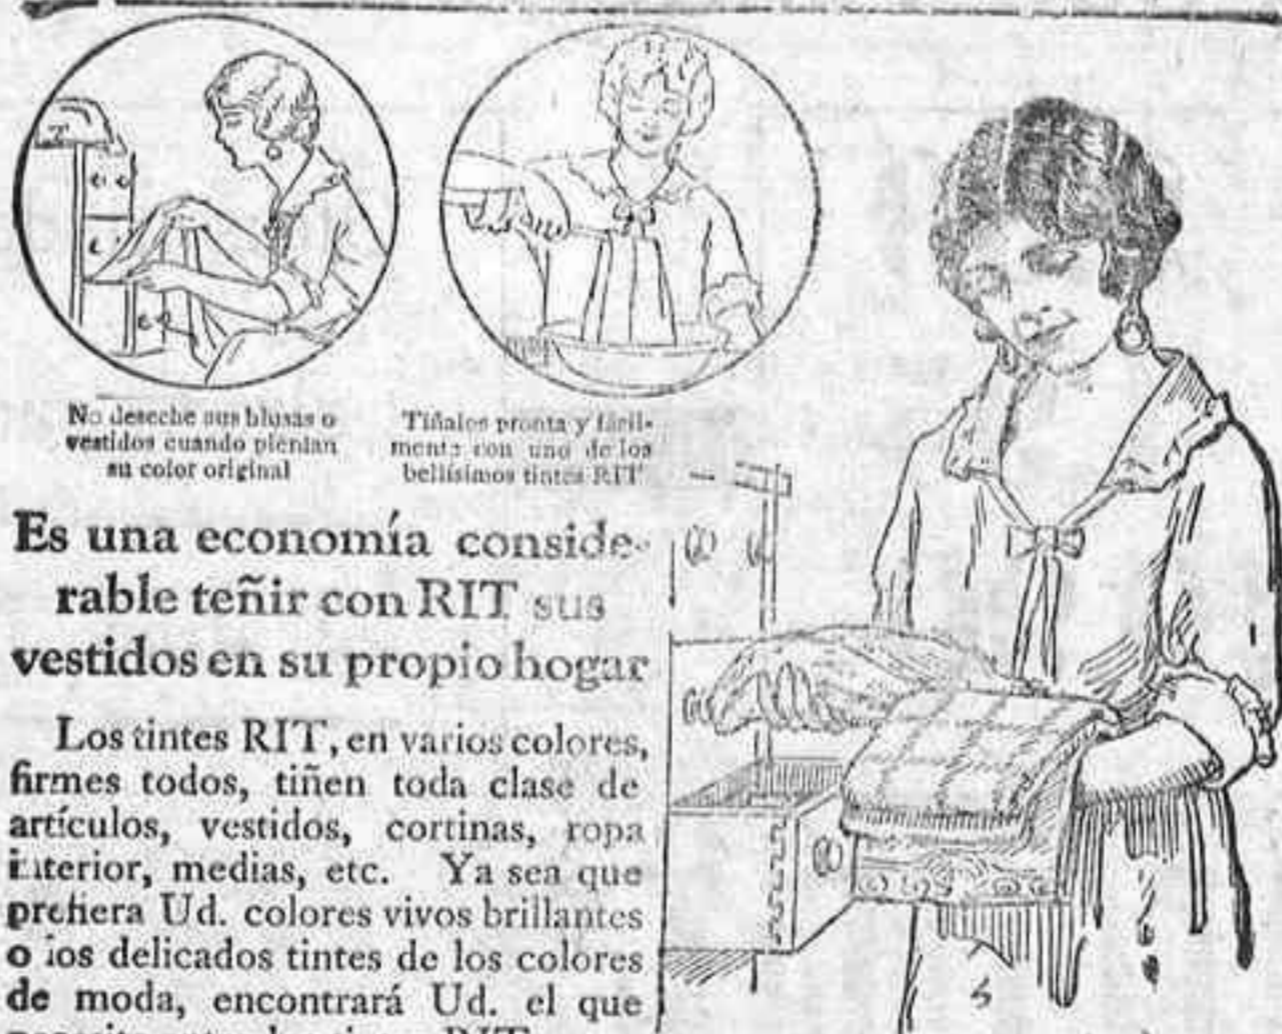 No deseche sus blusas o
vestidos cuando pierdan
su color original
Tíñalos pronta y fácil-
mente con uno de los
bellísimos tintes RIT
Es una economía conside-
rable teñir con RIT sus
vestidos en su propio hogar
Los tintes RIT, en varios colores,
firmes todos, tiñen toda clase de
artículos, vestidos, cortinas, ropa
interior, medias, etc. Ya sea que
prefiera Ud. colores vivos brillantes
o los delicados tintes de los colores
de moda, encontrará Ud. el que
RIT